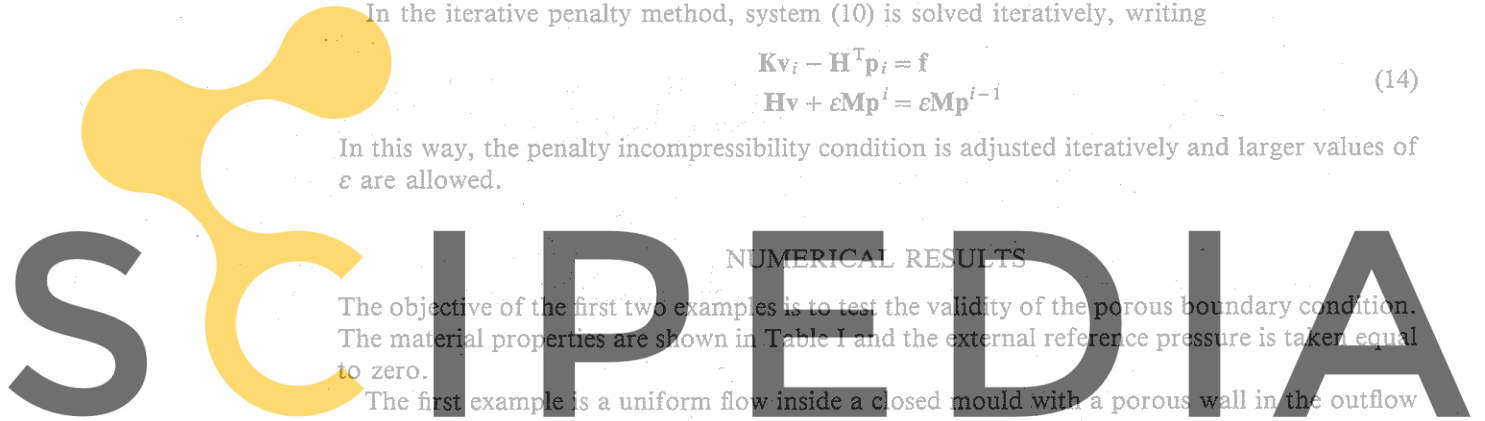 In the iterative penalty method, system (10) is solved iteratively, writing
Kvᵢ − Hᵀpᵢ = f
(14)
Hv + εMpⁱ = εMpⁱ⁻¹
In this way, the penalty incompressibility condition is adjusted iteratively and larger values of
ε are allowed.
NUMERICAL RESULTS
SCIPEDIA
The objective of the first two examples is to test the validity of the porous boundary condition.
The material properties are shown in Table I and the external reference pressure is taken equal
to zero.
The first example is a uniform flow inside a closed mould with a porous wall in the outflow